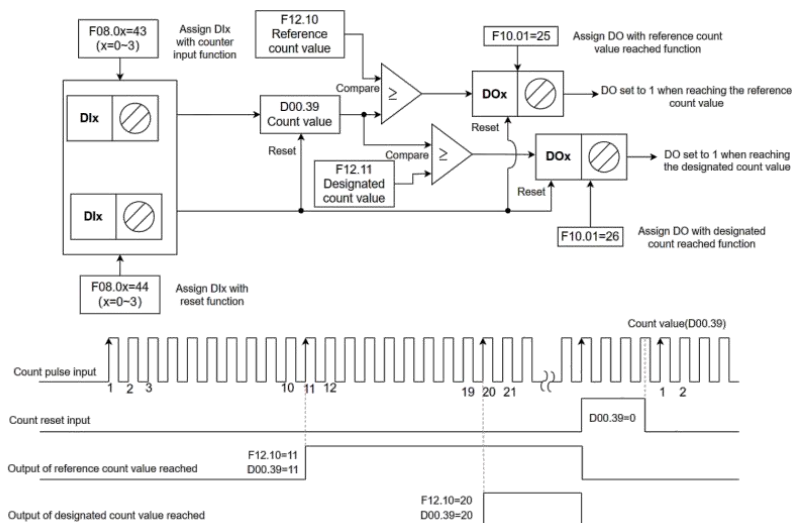 F08.0x=43
(x=0~3)
Assign DIx
with counter
input function
F12.10
Reference
count value
F10.01=25
Assign DO with reference count
value reached function
Compare
≥
DOx
DO set to 1 when reaching the reference
count value
DIx
D00.39
Count value
Reset
Reset
Compare
≥
DOx
DO set to 1 when reaching
the designated count value
F12.11
Designated
count value
Reset
DIx
F10.01=26
Assign DO with designated
count reached function
F08.0x=44
(x=0~3)
Assign DIx with
reset function
Count value(D00.39)
Count pulse input
1 2 3 10 11 12 19 20 21 1 2
Count reset input
D00.39=0
Output of reference count value reached
F12.10=11
D00.39=11
Output of designated count value reached
F12.10=20
D00.39=20